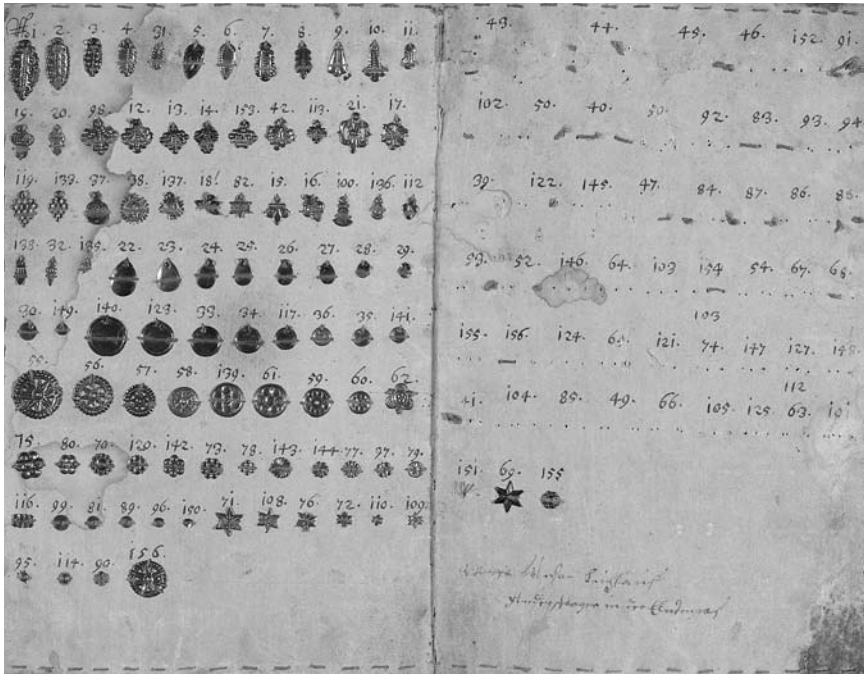 2. 3. 4. 31. 5. 6. 7. 8. 9. 10. 11.
19. 20. 98. 12. 13. 14. 153. 42. 113. 21. 17.
119. 133. 37. 38. 137. 18. 82. 15. 16. 100. 136. 112
138. 32. 135. 22. 23. 24. 25. 26. 27. 28. 29.
30. 149. 140. 123. 33. 34. 117. 36. 35. 141.
55. 56. 57. 58. 139. 61. 59. 60. 62.
75. 80. 70. 120. 142. 73. 78. 143. 144. 77. 97. 79.
116. 99. 81. 89. 96. 150. 71. 108. 76. 72. 110. 109.
95. 114. 90. 156.
43. 44. 45. 46. 152. 91.
102. 50. 40. 50. 92. 83. 93. 94
39. 122. 145. 47. 84. 87. 86.
53. 52. 146. 64. 103 154 54. 67. 68.
103
155. 156. 124. 121. 74. 147 127. 148
112
41. 104. 85. 49. 66. 105. 125. 63. 101
151. 69. 155